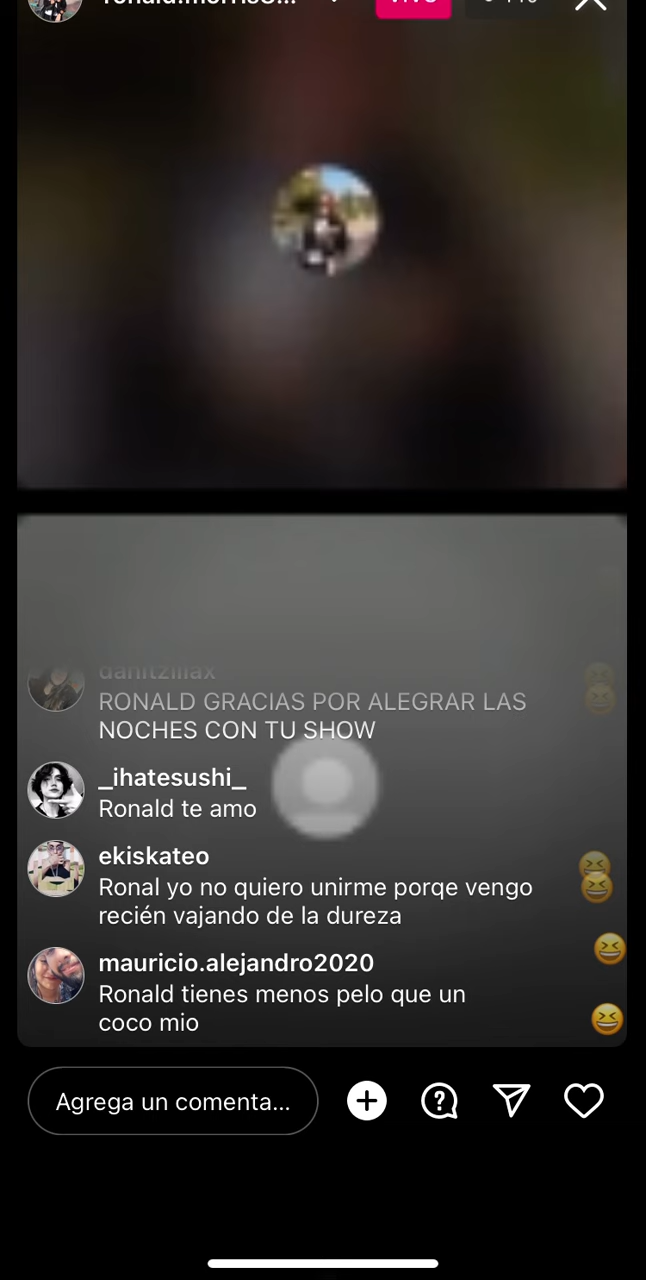 VIVO
danitziiiax
RONALD GRACIAS POR ALEGRAR LAS
NOCHES CON TU SHOW
_ihatesushi_
Ronald te amo
ekiskateo
Ronal yo no quiero unirme porqe vengo
recién vajando de la dureza
mauricio.alejandro2020
Ronald tienes menos pelo que un
coco mio
Agrega un comenta...